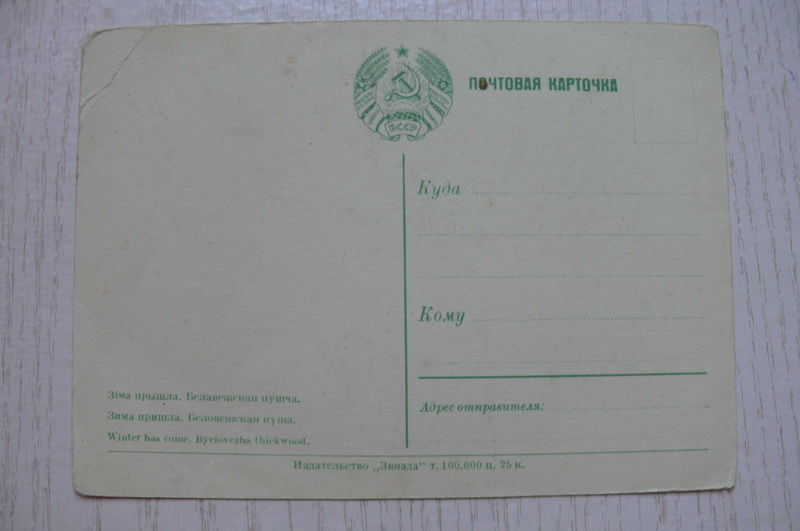 БССР
ПОЧТОВАЯ КАРТОЧКА
Куда
Кому
Адрес отправителя:
Зіма прышла. Белавежская пушча.
Зима пришла. Беловежская пуща.
Winter has come. Byelovezha thickwood.
Издательство „Звязда" т. 100.000 ц. 25 к.